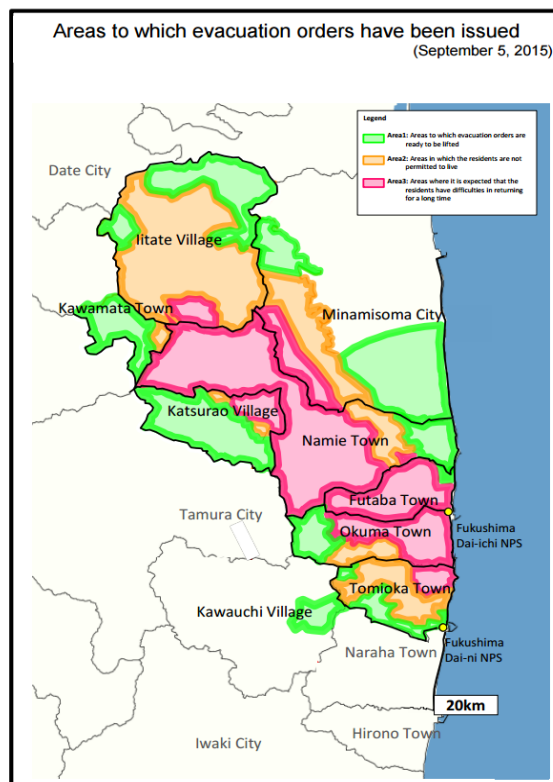 Areas to which evacuation orders have been issued
(September 5, 2015)
Legend
Area1: Areas to which evacuation orders are
ready to be lifted
Area2: Areas in which the residents are not
permitted to live
Area3: Areas where it is expected that the
residents have difficulties in returning
for a long time
Date City
Iitate Village
Kawamata Town
Minamisoma City
Katsurao Village
Namie Town
Futaba Town
Tamura City
Okuma Town
Fukushima
Dai-ichi NPS
Tomioka Town
Kawauchi Village
Fukushima
Dai-ni NPS
Naraha Town
20km
Hirono Town
Iwaki City